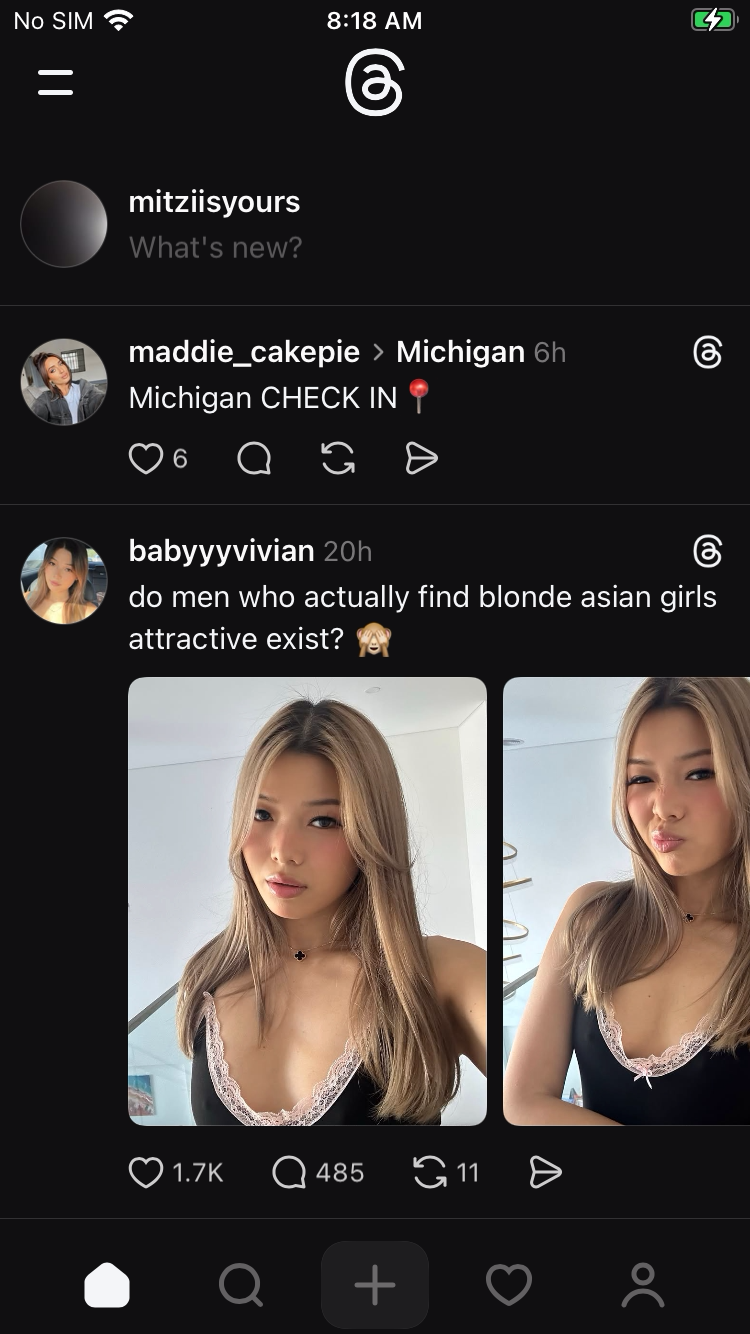 No SIM 8:18 AM
mitziisyours
What's new?
maddie_cakepie > Michigan 6h
Michigan CHECK IN 📍
6
babyyyvivian 20h
do men who actually find blonde asian girls
attractive exist? 🙈
1.7K 485 11